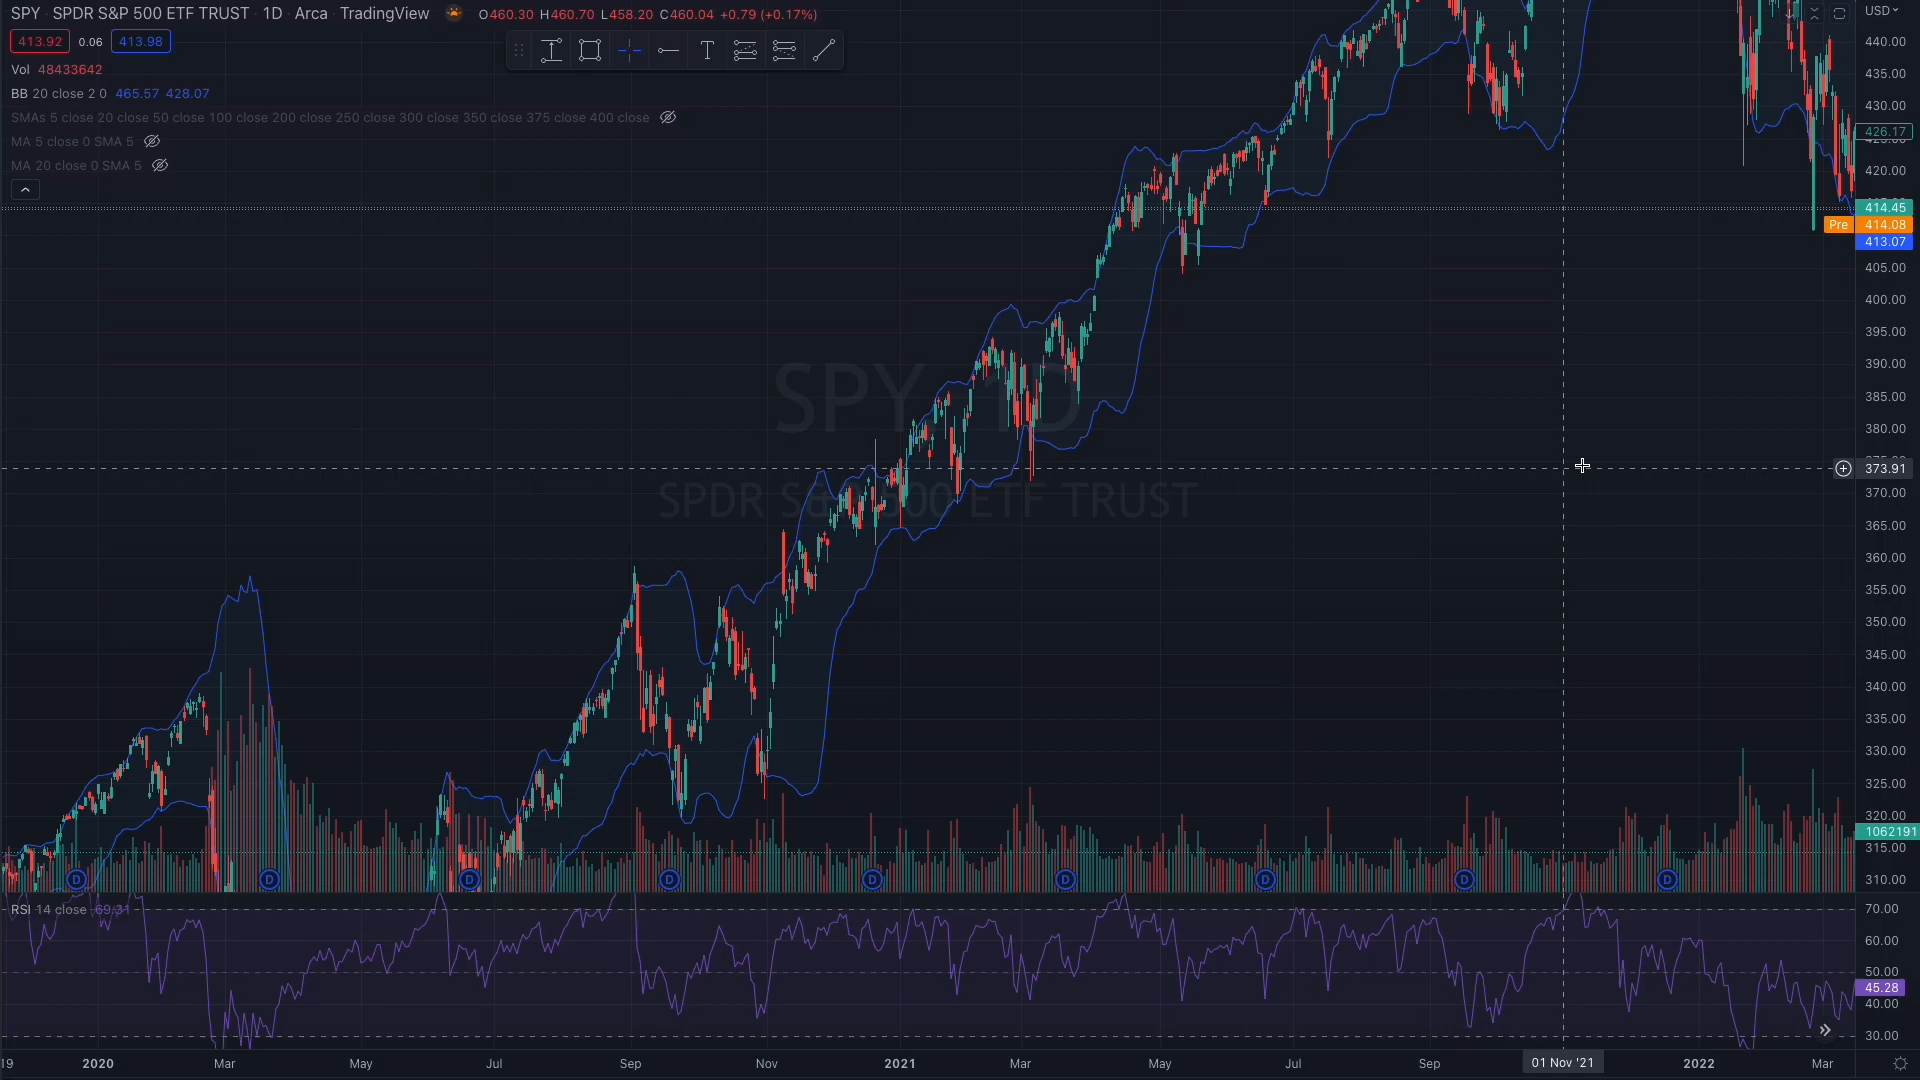 SPY · SPDR S&P 500 ETF TRUST · 1D · Arca · TradingView O460.30 H460.70 L458.20 C460.04 +0.79 (+0.17%)
USD
413.92 0.06 413.98
Vol 48433642
BB 20 close 2 0 465.57 428.07
SMAs 5 close 20 close 50 close 100 close 200 close 250 close 300 close 350 close 375 close 400 close
MA 5 close 0 SMA 5
MA 20 close 0 SMA 5
T
440.00
435.00
430.00
426.17
425.00
420.00
414.45
Pre 414.08
413.07
405.00
400.00
395.00
390.00
385.00
380.00
373.91
370.00
365.00
360.00
355.00
350.00
345.00
340.00
335.00
330.00
325.00
320.00
1062191
315.00
310.00
SPY, 1D
SPDR S&P 500 ETF TRUST
D D D D D D D D D
RSI 14 close 69.31
70.00
60.00
50.00
45.28
40.00
30.00
19 2020 Mar May Jul Sep Nov 2021 Mar May Jul Sep 01 Nov '21 2022 Mar